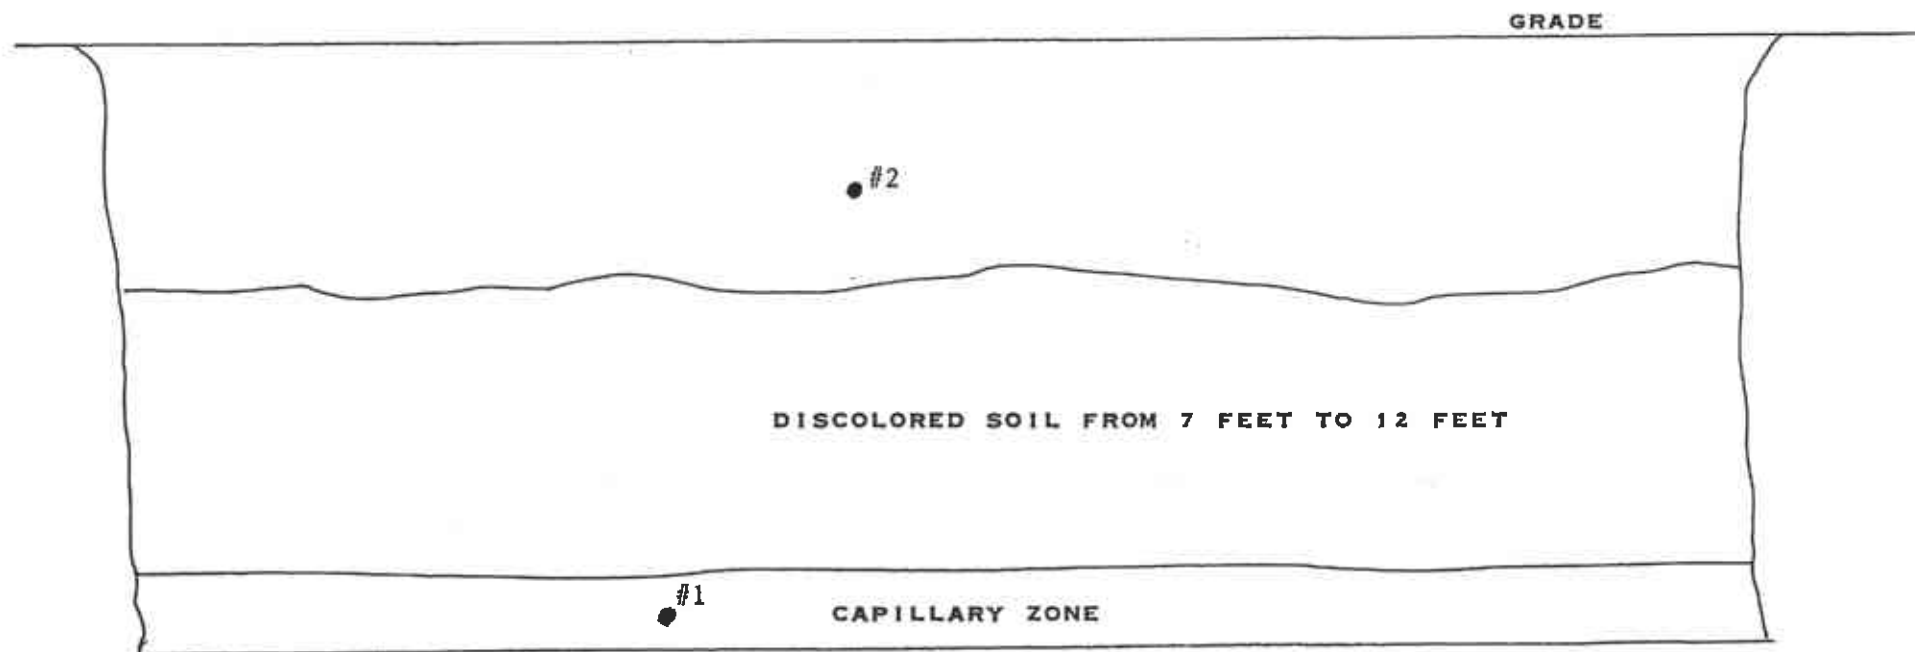 GRADE
#2
DISCOLORED SOIL FROM 7 FEET TO 12 FEET
#1
CAPILLARY ZONE